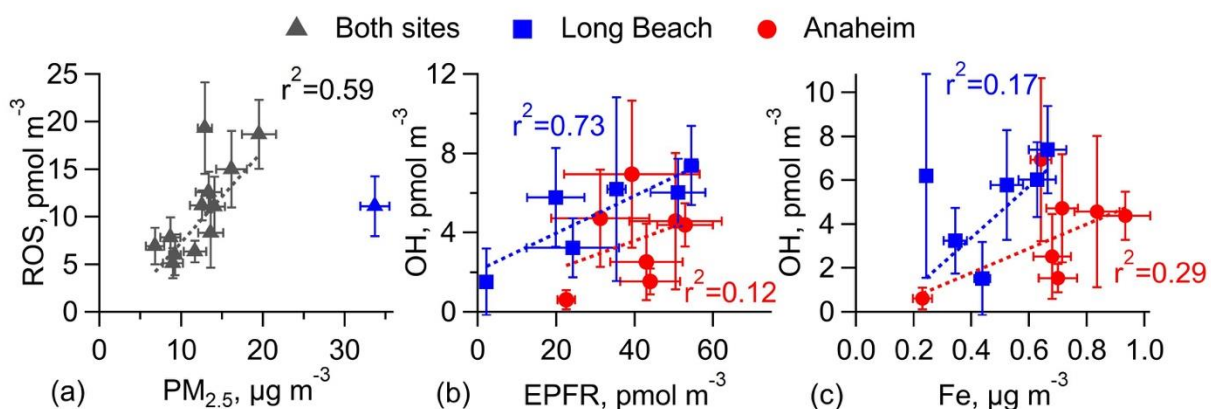 Both sites Long Beach Anaheim
ROS, pmol m-3
25
20
15
10
5
0
r2=0.59
0 10 20 30
(a) PM2.5, µg m-3
OH, pmol m-3
12
8
4
0
r2=0.73
r2=0.12
0 20 40 60
(b) EPFR, pmol m-3
OH, pmol m-3
10
8
6
4
2
0
r2=0.17
r2=0.29
0.0 0.2 0.4 0.6 0.8 1.0
(c) Fe, µg m-3